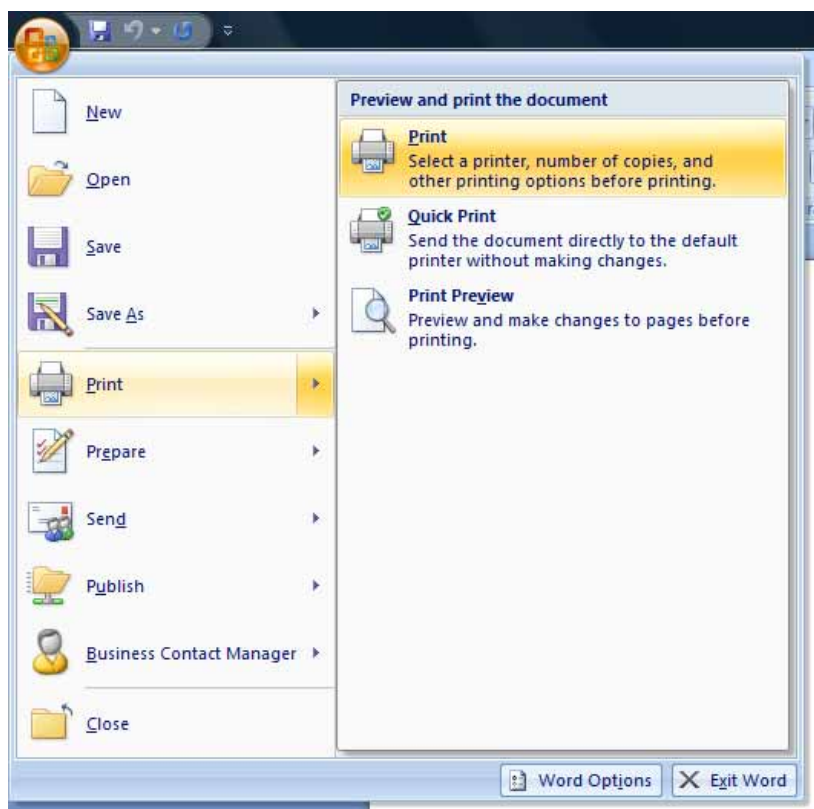 New
Open
Save
Save As
Print
Prepare
Send
Publish
Business Contact Manager
Close
Preview and print the document
Print
Select a printer, number of copies, and
other printing options before printing.
Quick Print
Send the document directly to the default
printer without making changes.
Print Preview
Preview and make changes to pages before
printing.
Word Options
Exit Word